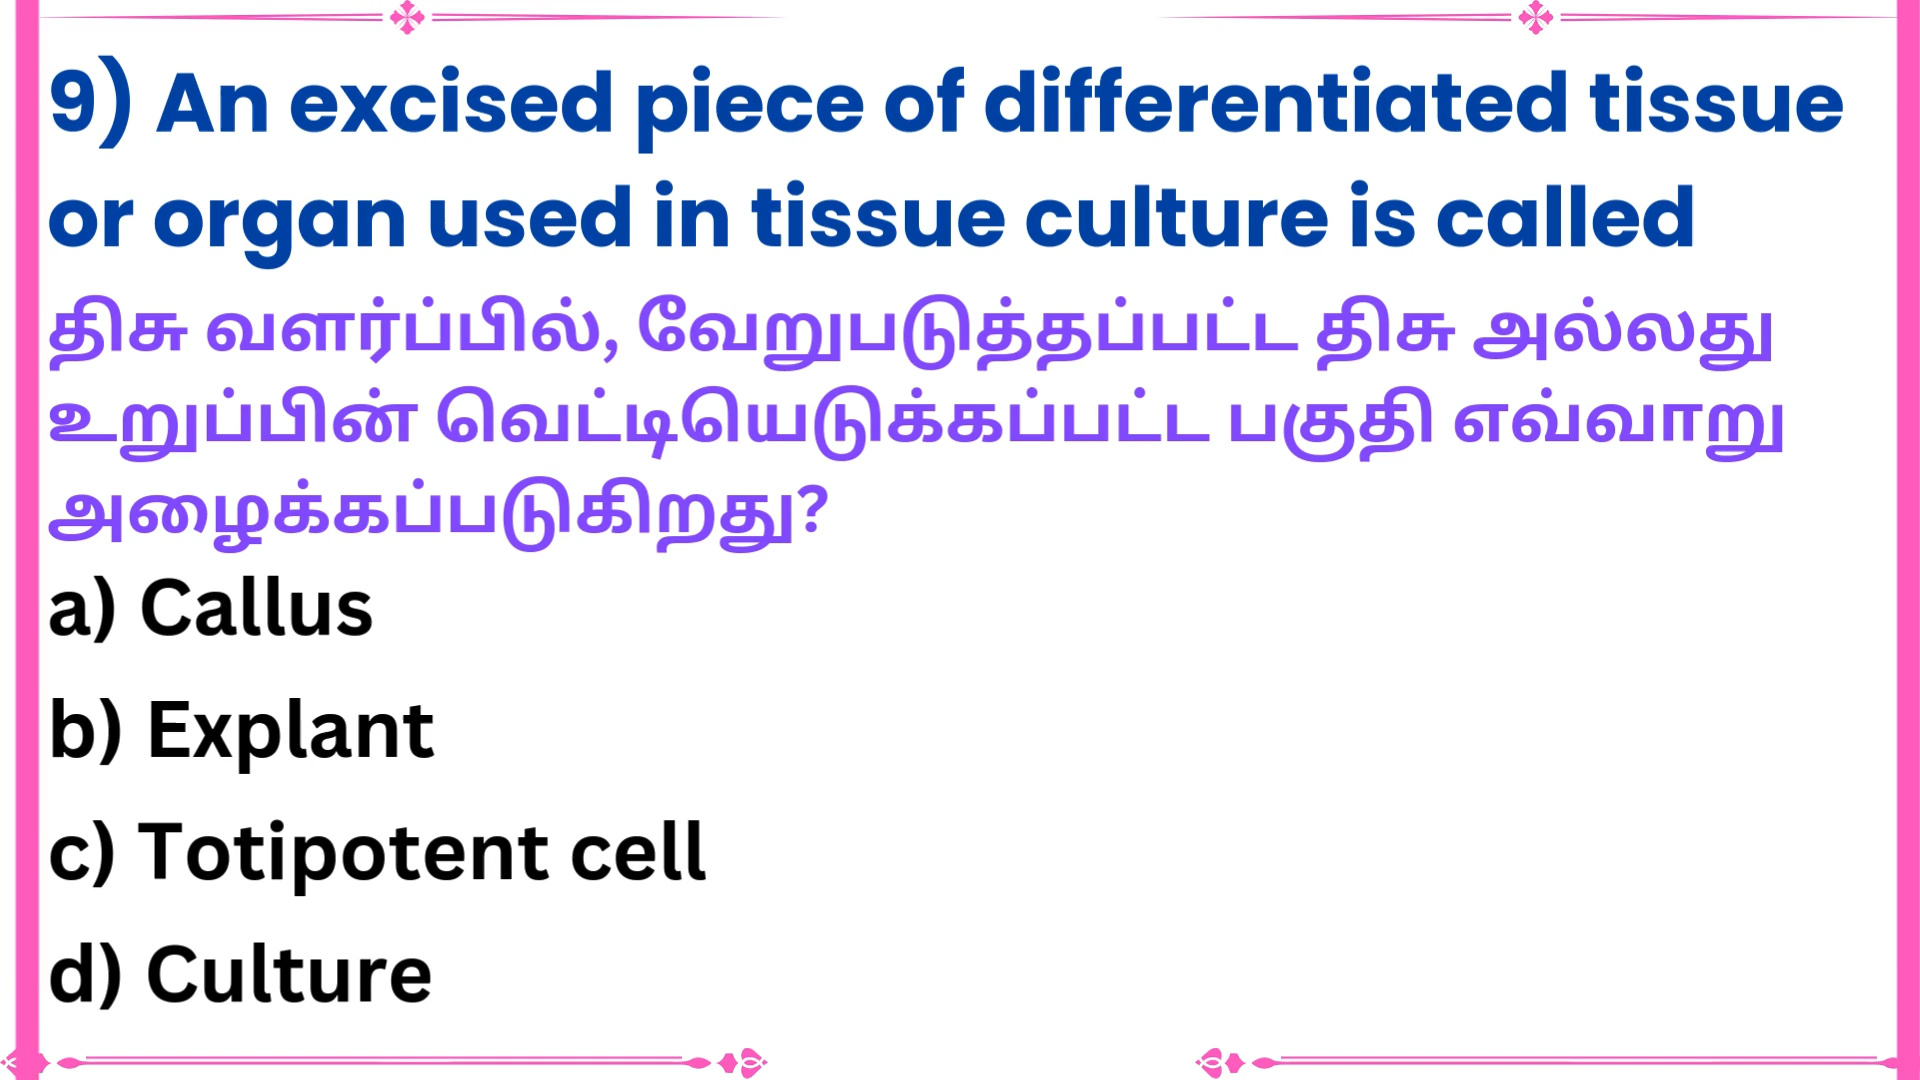 9) An excised piece of differentiated tissue
or organ used in tissue culture is called
திசு வளர்ப்பில், வேறுபடுத்தப்பட்ட திசு அல்லது
உறுப்பின் வெட்டியெடுக்கப்பட்ட பகுதி எவ்வாறு
அழைக்கப்படுகிறது?
a) Callus
b) Explant
c) Totipotent cell
d) Culture